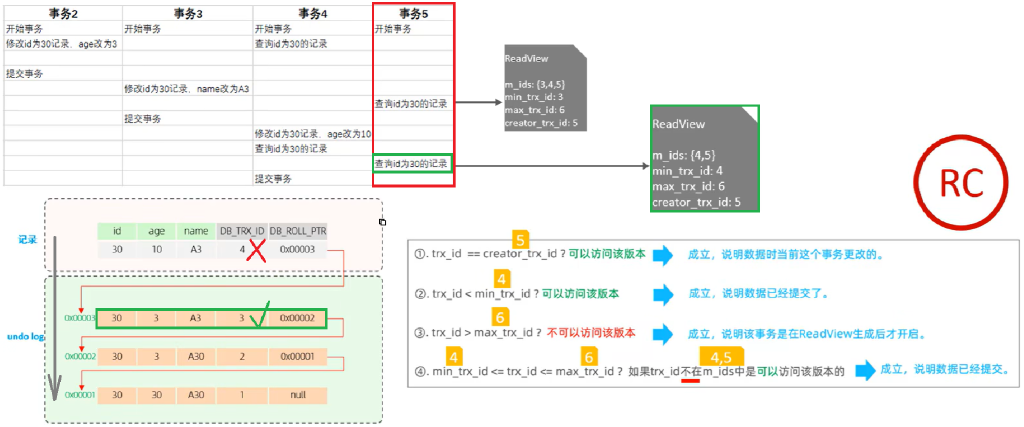 事务2 事务3 事务4 事务5
开始事务 开始事务 开始事务 开始事务
修改id为30记录、age改为3 查询id为30的记录
提交事务
修改id为30记录、name改为A3
查询id为30的记录
提交事务
修改id为30记录、age改为10
查询id为30的记录
查询id为30的记录
提交事务
ReadView
m_ids: {3,4,5}
min_trx_id: 3
max_trx_id: 6
creator_trx_id: 5
ReadView
m_ids: {4,5}
min_trx_id: 4
max_trx_id: 6
creator_trx_id: 5
RC
记录
id age name DB_TRX_ID DB_ROLL_PTR
30 10 A3 4 0x00003
undo log
0x00003 30 3 A3 3 0x00002
0x00002 30 3 A30 2 0x00001
0x00001 30 30 A30 1 null
5
①. trx_id == creator_trx_id ? 可以访问该版本 成立，说明数据时当前这个事务更改的。
4
②. trx_id < min_trx_id ? 可以访问该版本 成立，说明数据已经提交了。
6
③. trx_id > max_trx_id ? 不可以访问该版本 成立，说明该事务是在ReadView生成后才开启。
4 6 4,5
④. min_trx_id <= trx_id <= max_trx_id ? 如果trx_id不在m_ids中是可以访问该版本的 成立，说明数据已经提交。